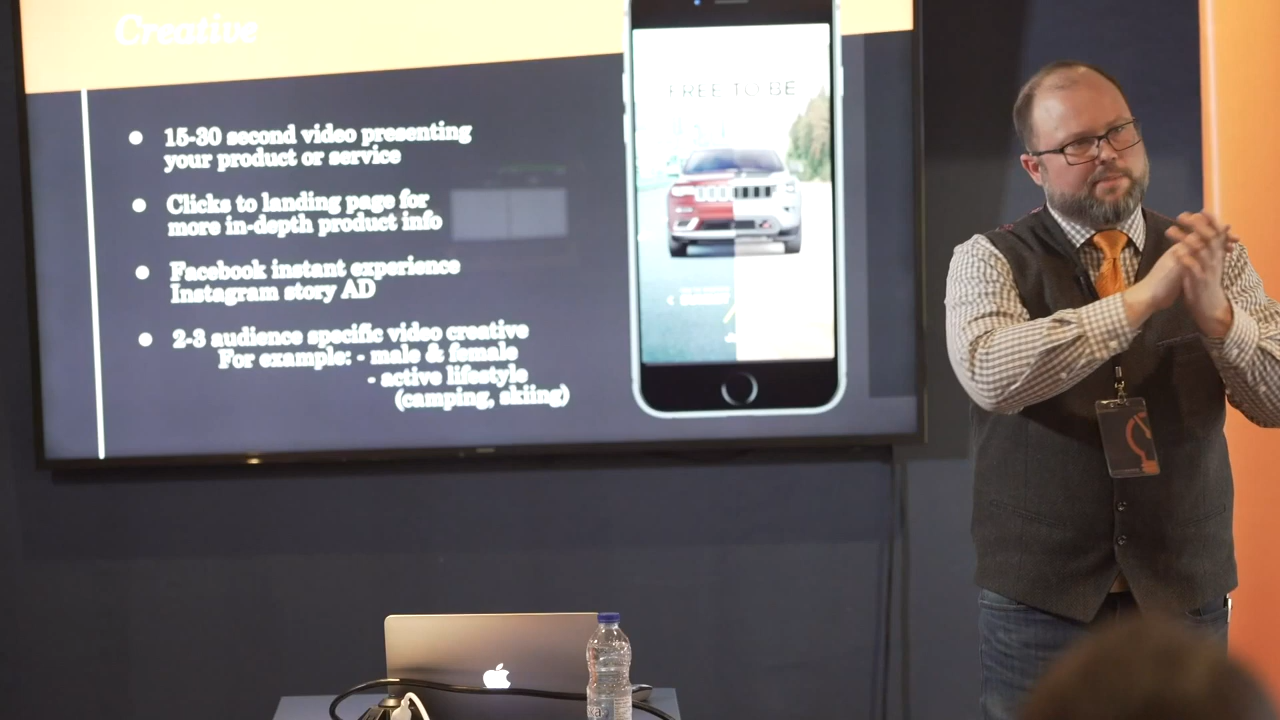 Creative
• 15-30 second video presenting
your product or service
• Clicks to landing page for
more in-depth product info
• Facebook instant experience
Instagram story AD
• 2-3 audience specific video creative
For example: - male & female
- active lifestyle
(camping, skiing)
FREE TO BE